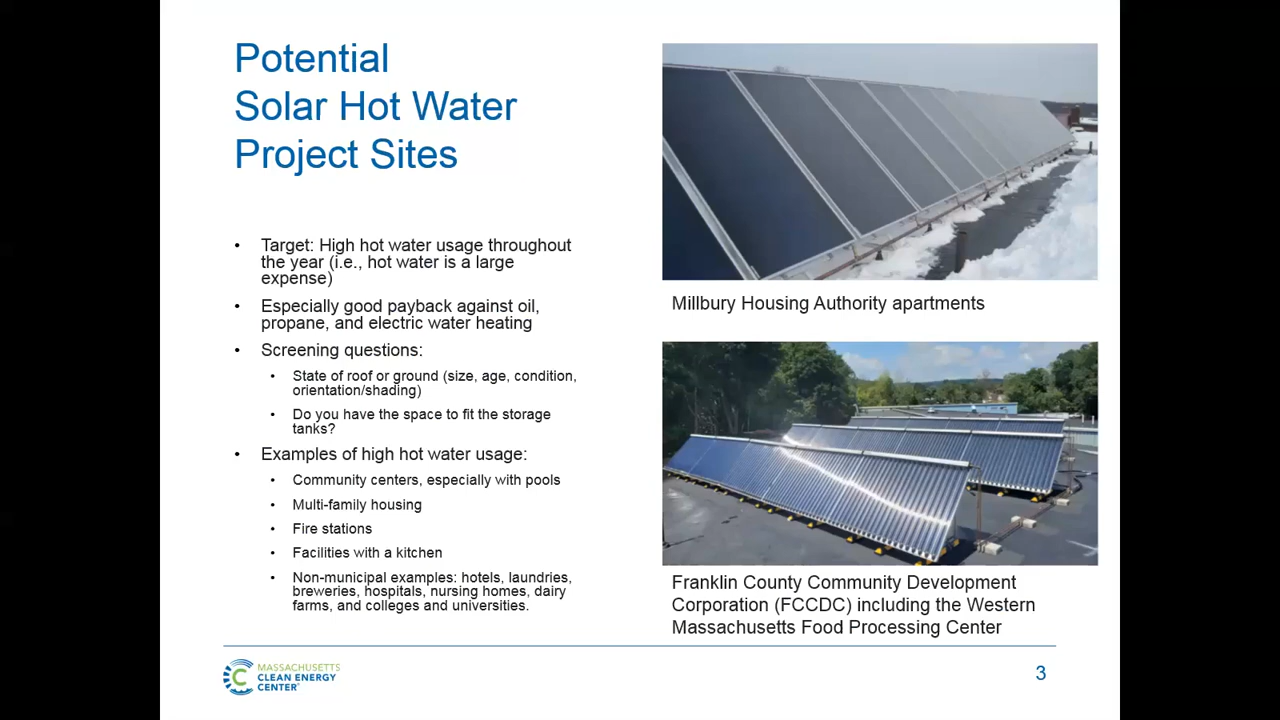 Potential
Solar Hot Water
Project Sites
• Target: High hot water usage throughout
the year (i.e., hot water is a large
expense)
• Especially good payback against oil,
propane, and electric water heating
• Screening questions:
• State of roof or ground (size, age, condition,
orientation/shading)
• Do you have the space to fit the storage
tanks?
• Examples of high hot water usage:
• Community centers, especially with pools
• Multi-family housing
• Fire stations
• Facilities with a kitchen
• Non-municipal examples: hotels, laundries,
breweries, hospitals, nursing homes, dairy
farms, and colleges and universities.
Millbury Housing Authority apartments
Franklin County Community Development
Corporation (FCCDC) including the Western
Massachusetts Food Processing Center
MASSACHUSETTS
CLEAN ENERGY
CENTER
3